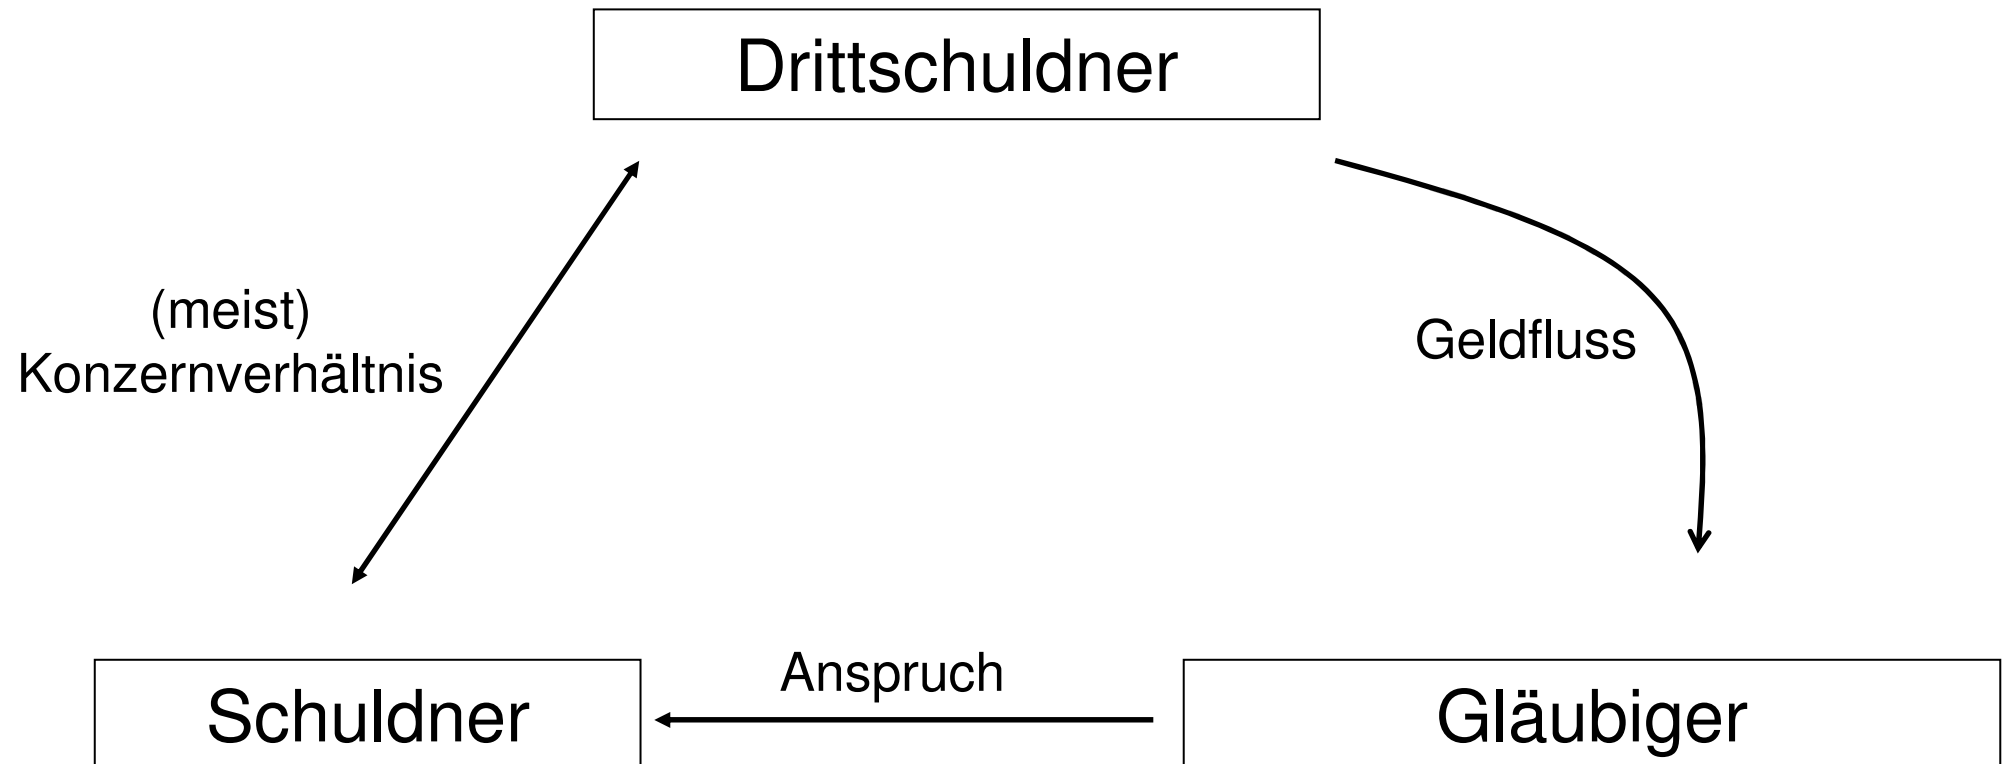 Drittschuldner
(meist)
Konzernverhältnis
Geldfluss
Anspruch
Schuldner
Gläubiger